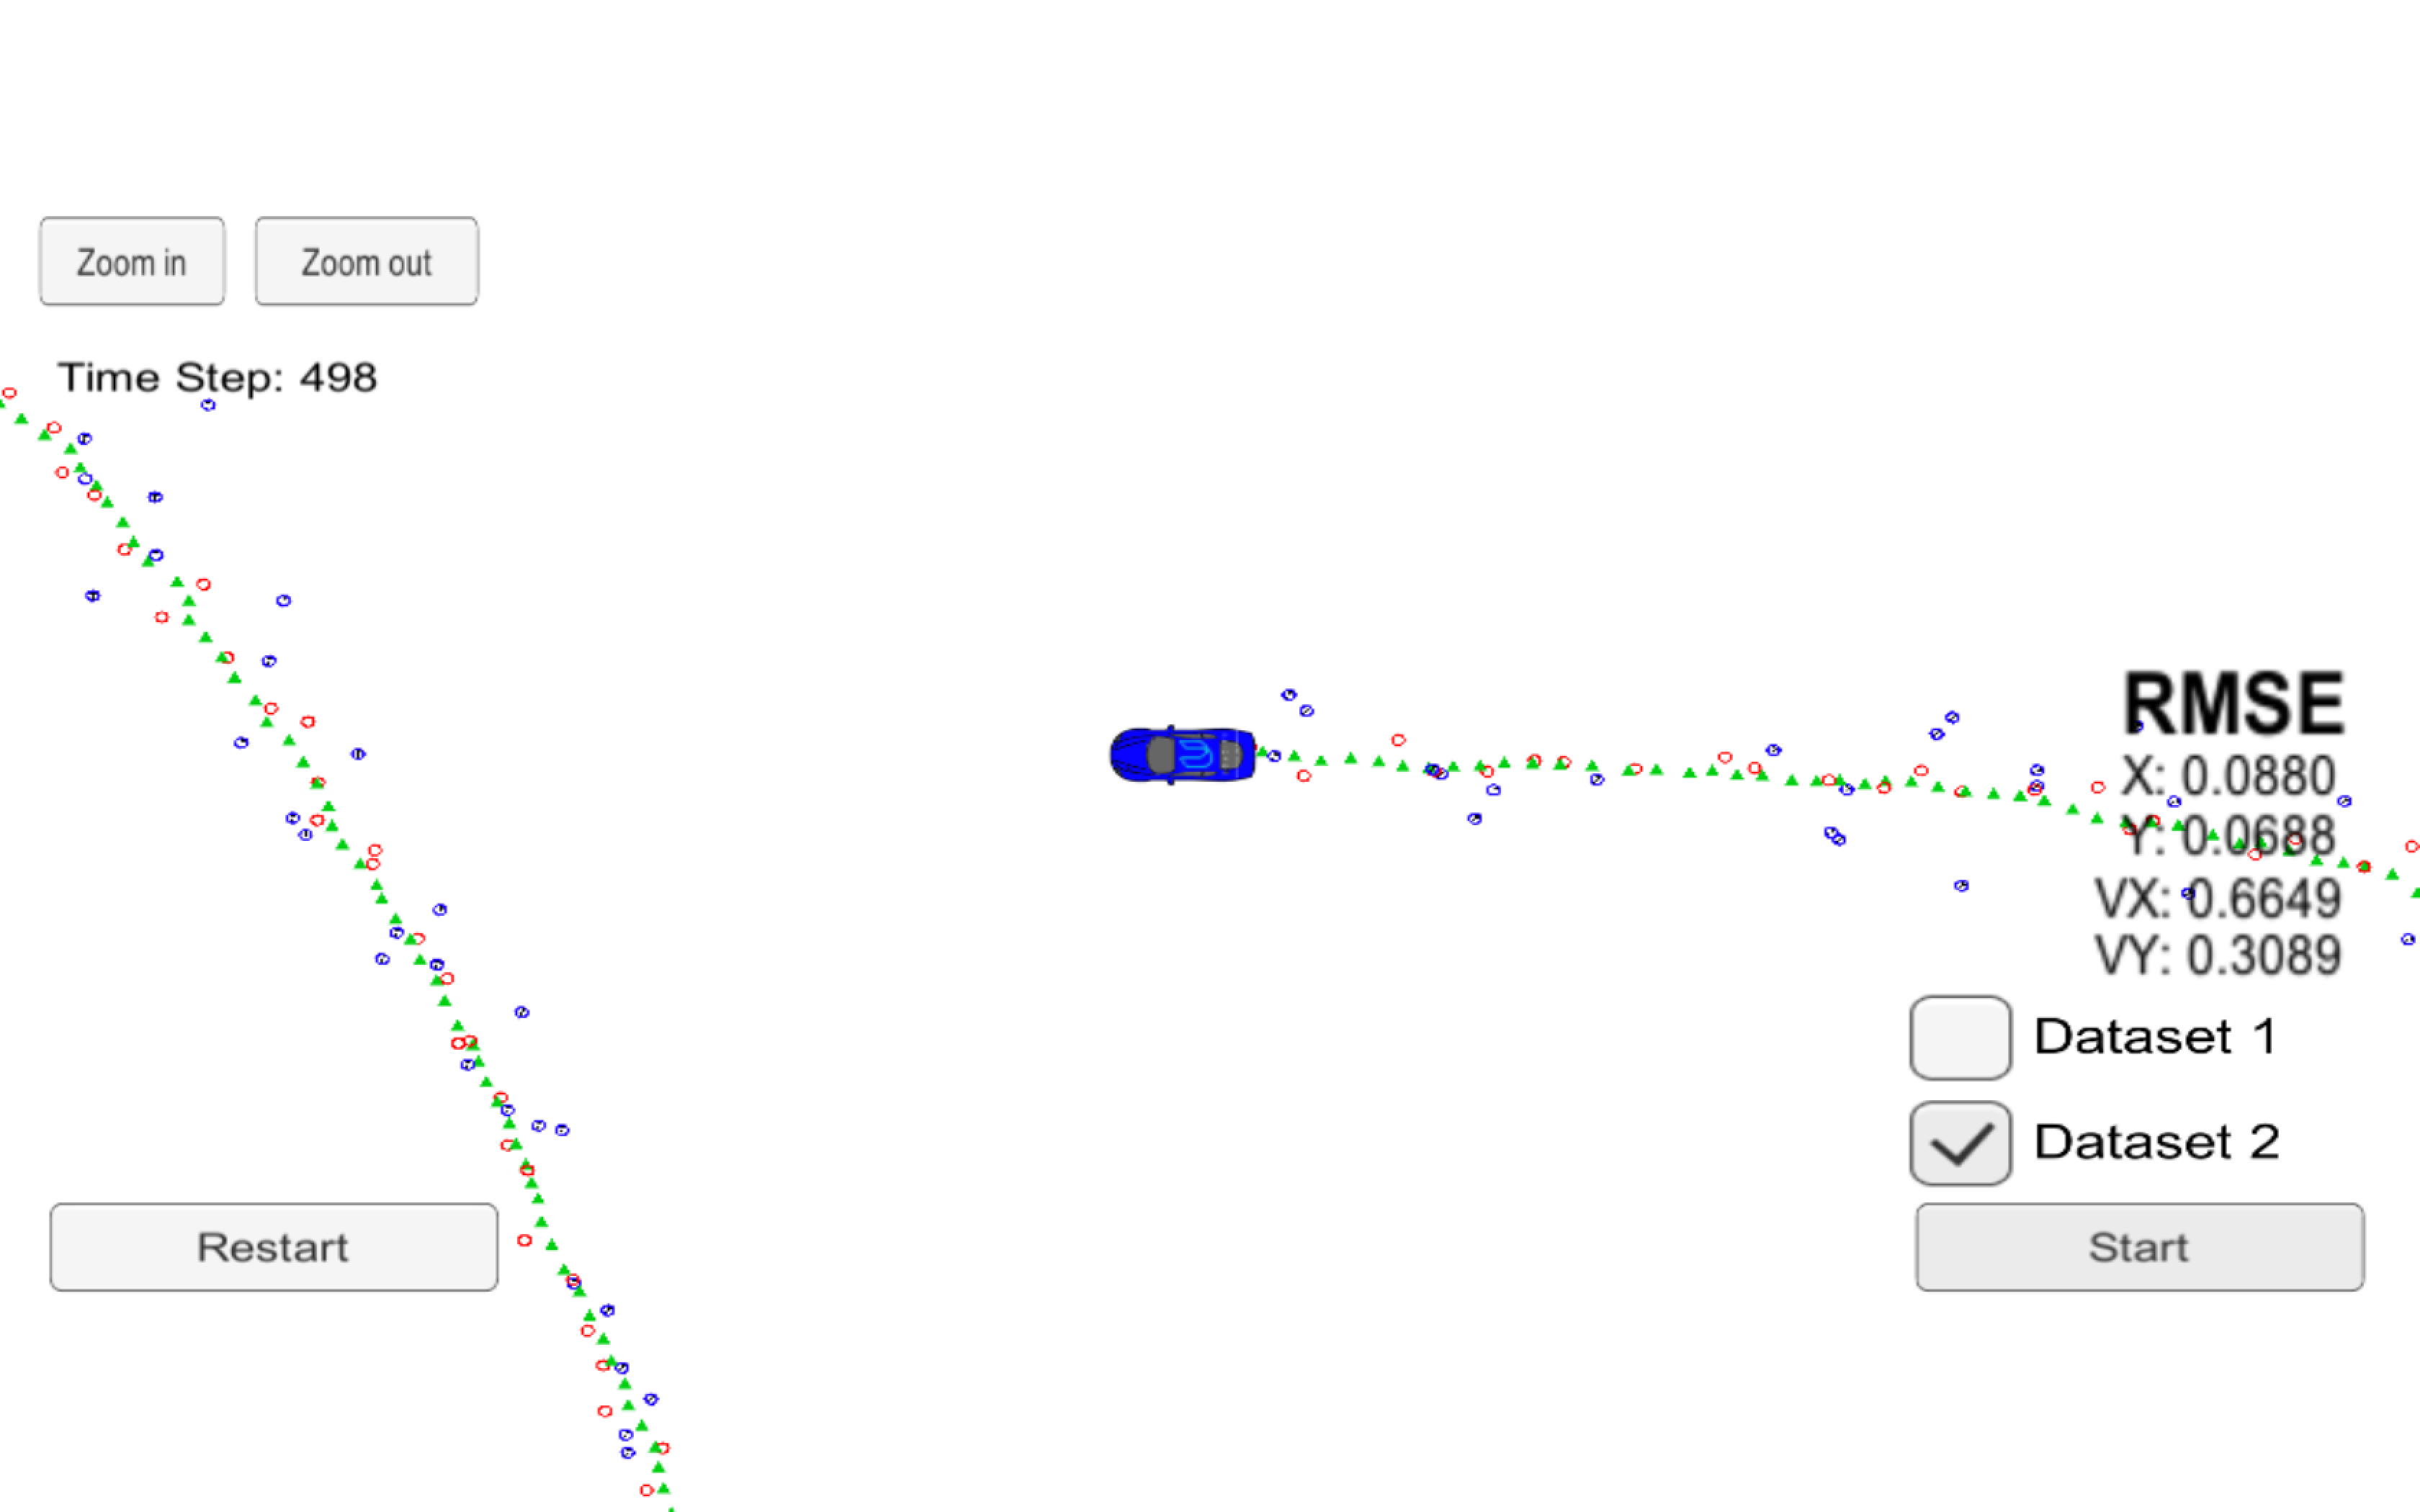 Zoom in
Zoom out
Time Step: 498
RMSE
X: 0.0880
Y: 0.0688
VX: 0.6649
VY: 0.3089
Dataset 1
Dataset 2
Restart
Start